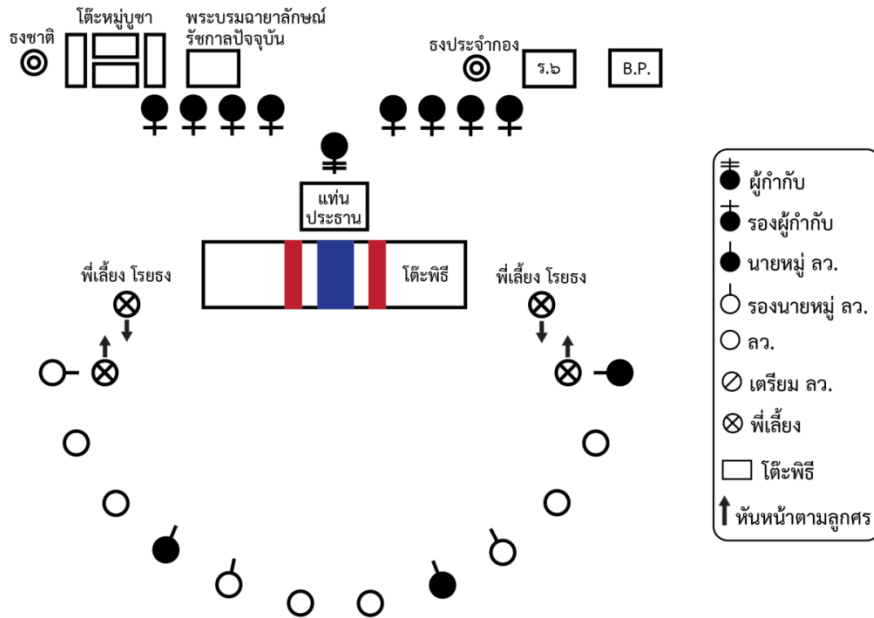 โต๊ะหมู่บูชา
พระบรมฉายาลักษณ์
รัชกาลปัจจุบัน
ธงชาติ
ธงประจำกอง
ร.๖
B.P.
แท่น
ประธาน
โต๊ะพิธี
พี่เลี้ยง โรยธง
พี่เลี้ยง โรยธง
ผู้กำกับ
รองผู้กำกับ
นายหมู่ ลว.
รองนายหมู่ ลว.
ลว.
เตรียม ลว.
พี่เลี้ยง
โต๊ะพิธี
หันหน้าตามลูกศร